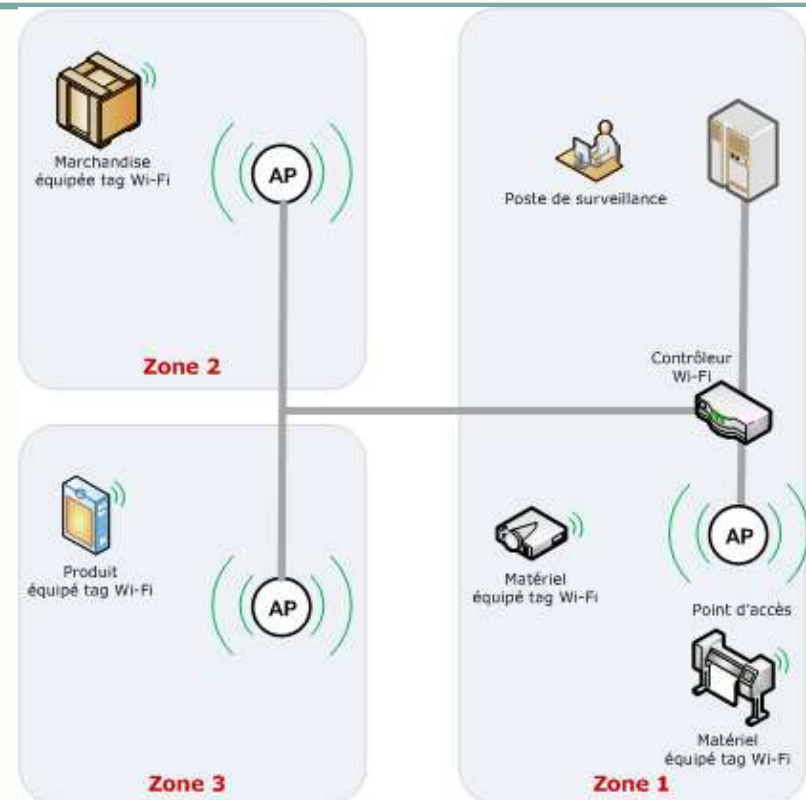 Marchandise
équipée tag Wi-Fi
AP
Zone 2
Poste de surveillance
Contrôleur
Wi-Fi
Produit
équipé tag Wi-Fi
AP
Zone 3
Matériel
équipé tag Wi-Fi
AP
Point d'accès
Matériel
équipé tag Wi-Fi
Zone 1